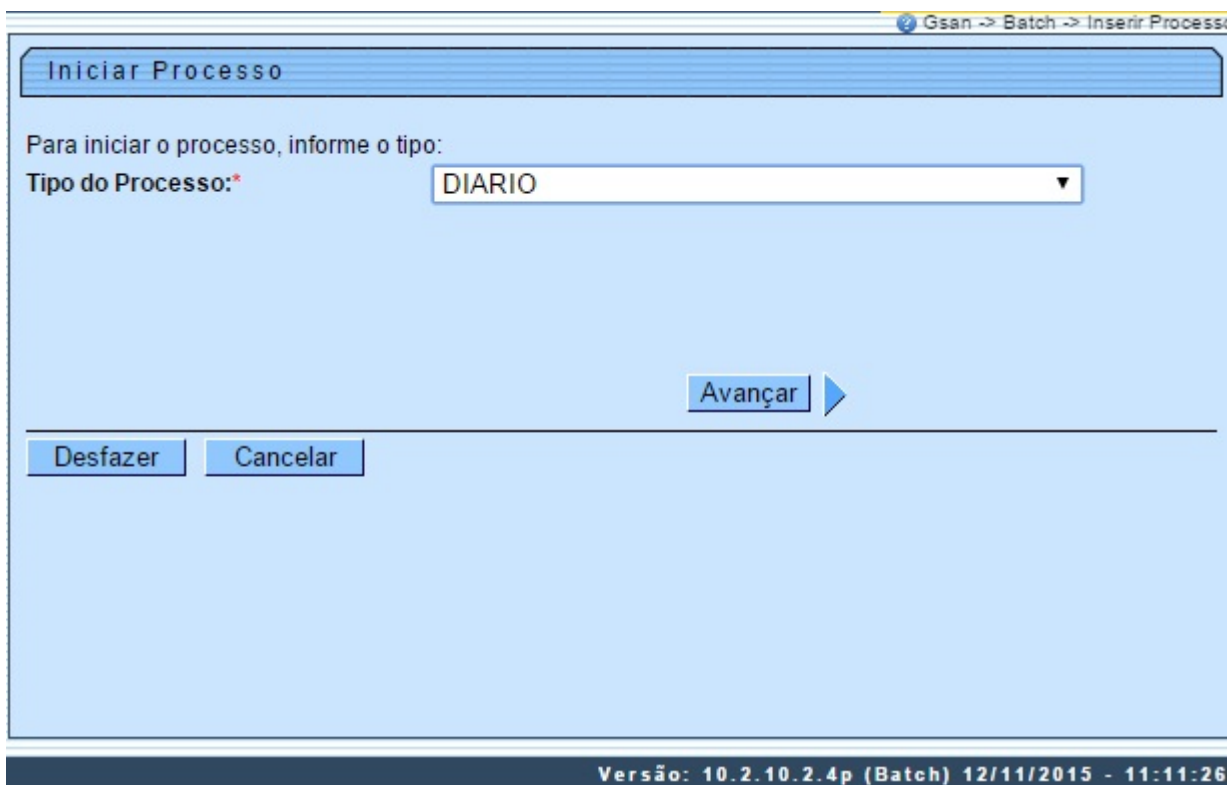 Gsan -> Batch -> Inserir Processo
Iniciar Processo
Para iniciar o processo, informe o tipo:
Tipo do Processo:*
DIARIO
Avançar
Desfazer
Cancelar
Versão: 10.2.10.2.4p (Batch) 12/11/2015 - 11:11:26